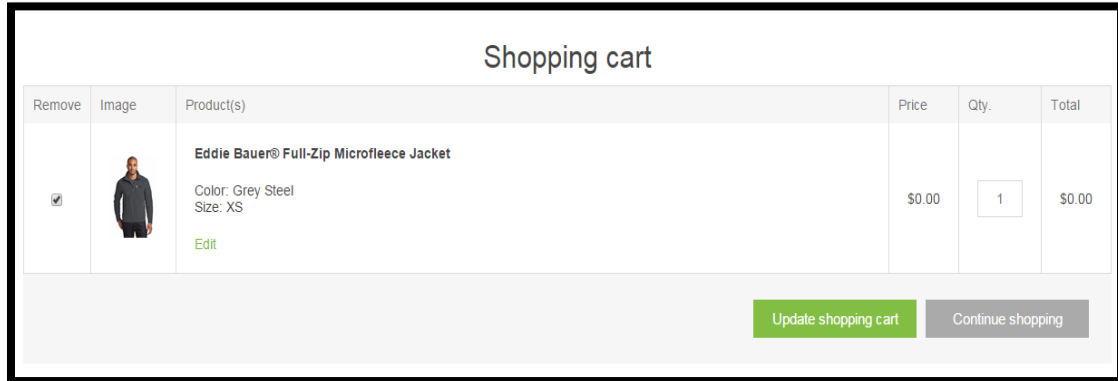 Shopping cart
Remove Image Product(s) Price Qty. Total
Eddie Bauer® Full-Zip Microfleece Jacket
Color: Grey Steel
Size: XS
$0.00 1 $0.00
Edit
Update shopping cart Continue shopping